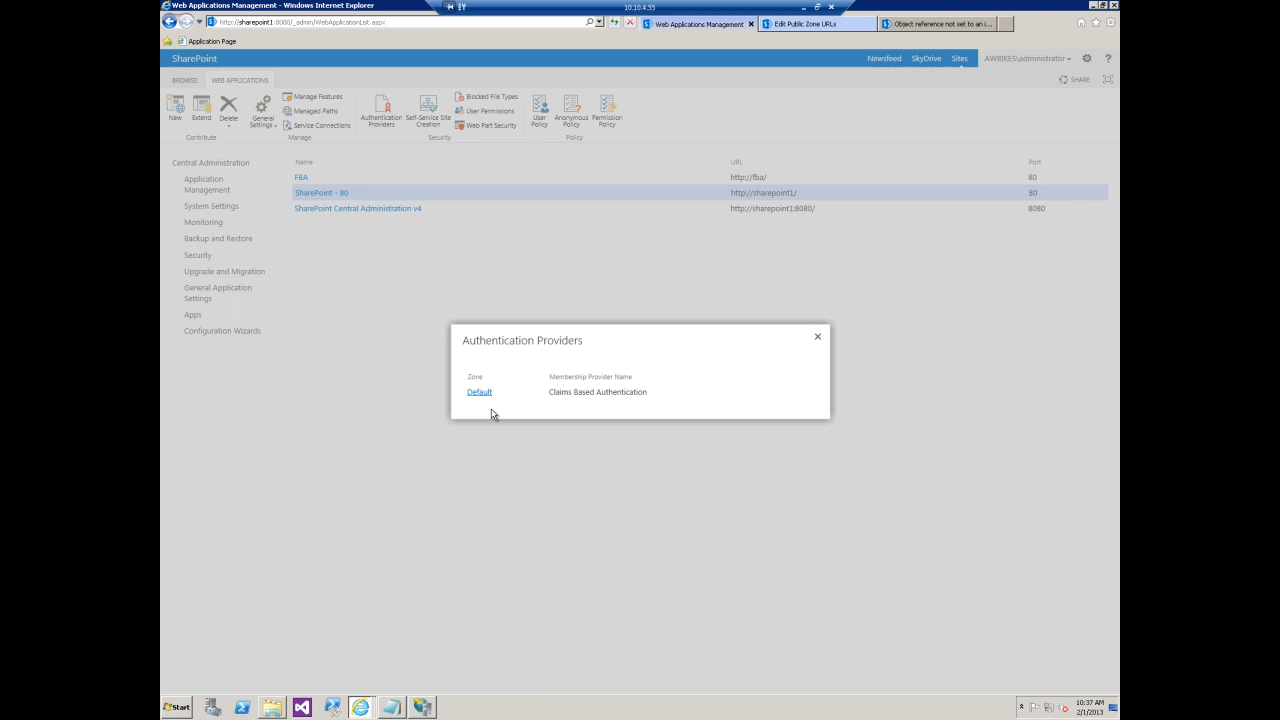 Web Applications Management - Windows Internet Explorer
10.10.4.55
http://sharepoint1:8080/_admin/WebApplicationList.aspx
Web Applications Management
Edit Public Zone URLs
Object reference not set to an i...
Application Page
SharePoint
Newsfeed SkyDrive Sites AWBIKES\administrator ?
BROWSE WEB APPLICATIONS
SHARE
New
Extend
Delete
General Settings
Manage Features
Managed Paths
Service Connections
Authentication Providers
Self-Service Site Creation
Blocked File Types
User Permissions
Web Part Security
User Policy
Anonymous Policy
Permission Policy
Contribute Manage Security Policy
Central Administration
Application
Management
System Settings
Monitoring
Backup and Restore
Security
Upgrade and Migration
General Application
Settings
Apps
Configuration Wizards
Name URL Port
FBA http://fba/ 80
SharePoint - 80 http://sharepoint1/ 80
SharePoint Central Administration v4 http://sharepoint1:8080/ 8080
Authentication Providers
Zone Membership Provider Name
Default Claims Based Authentication
Start
10:37 AM
2/1/2013